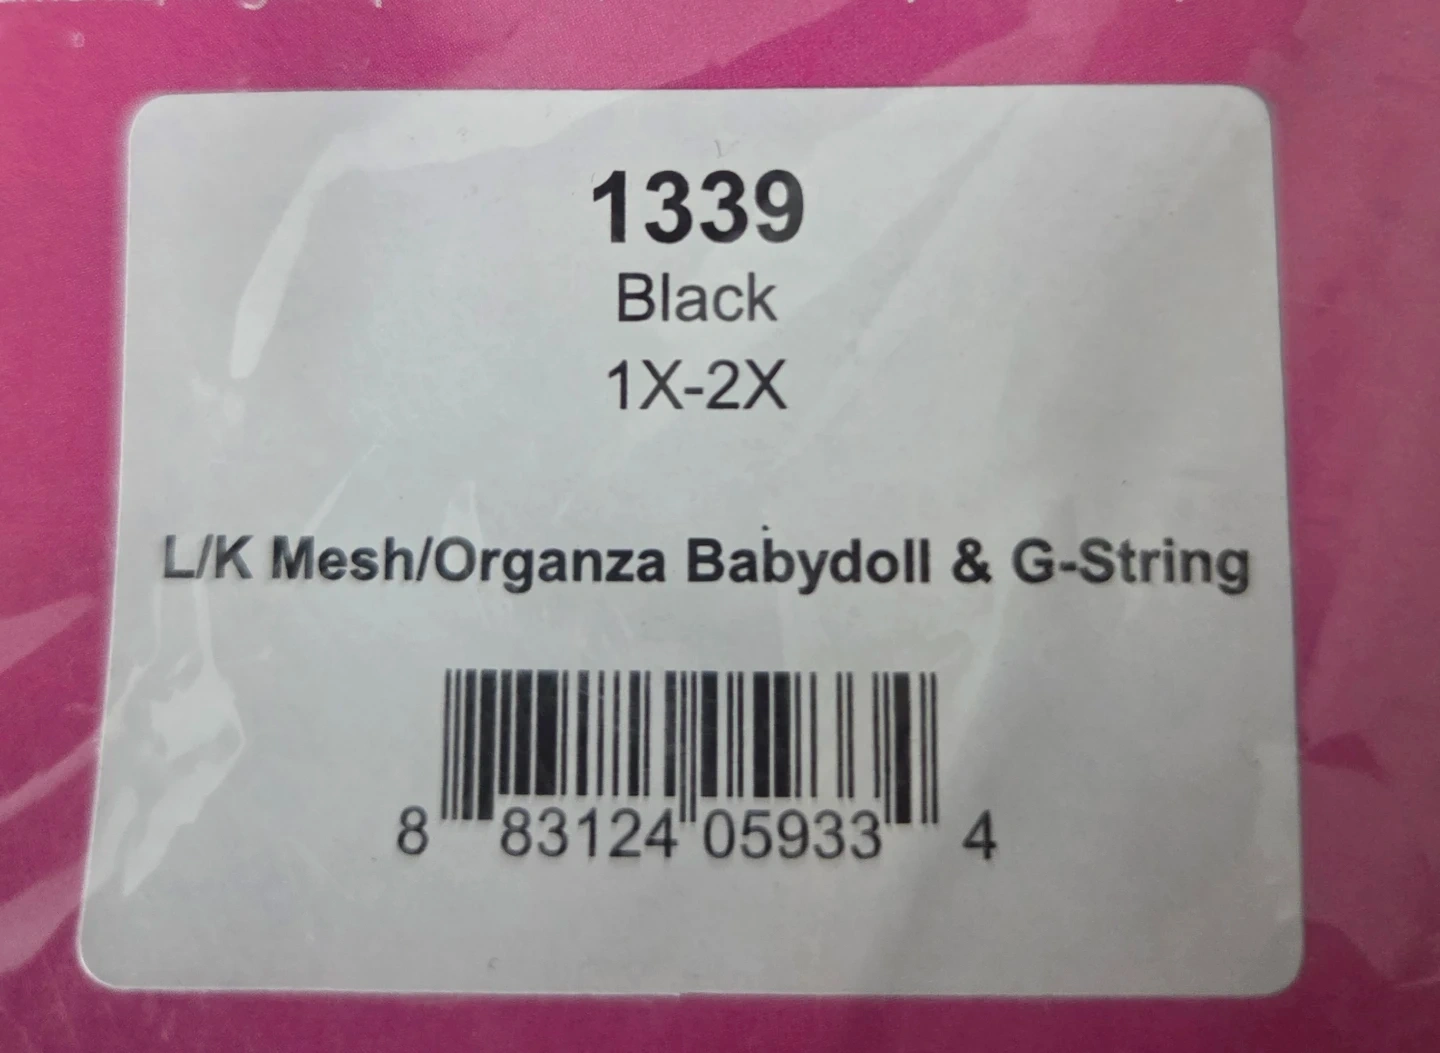 1339
Black
1X-2X
L/K Mesh/Organza Babydoll & G-String
8 83124 05933 4